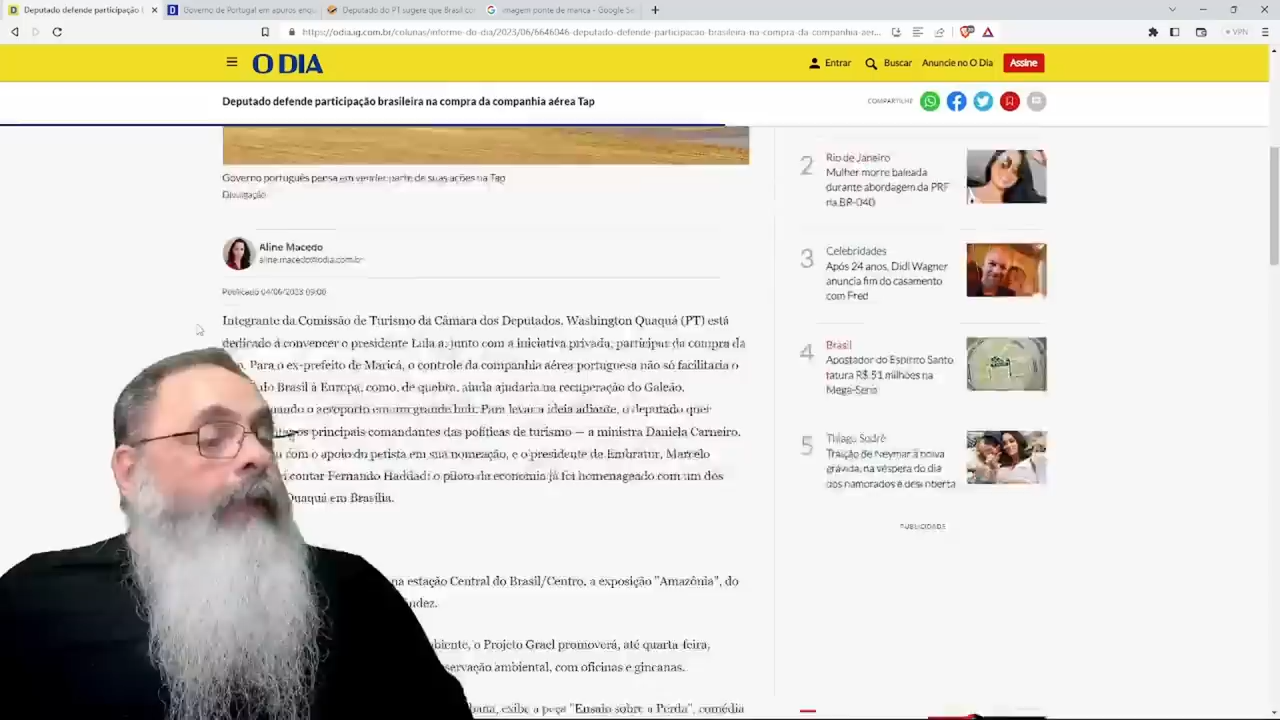 Deputado defende participação
Governo de Portugal em apuros enqu
Deputado do PT sugere que Brasil co
imagem ponte de marica - Google Se
https://odia.ig.com.br/colunas/informe-do-dia/2023/06/6646046-deputado-defende-participacao-brasileira-na-compra-da-companhia-aer...
VPN
O DIA
Entrar
Buscar
Anuncie no O Dia
Assine
Deputado defende participação brasileira na compra da companhia aérea Tap
COMPARTILHE
Governo português pensa em vender parte de suas ações na Tap
Divulgação
Aline Macedo
aline.macedo@odia.com.br
Publicado 04/06/2023 09:00
Integrante da Comissão de Turismo da Câmara dos Deputados, Washington Quaquá (PT) está
dedicado a convencer o presidente Lula a, junto com a iniciativa privada, participar da compra da
. Para o ex-prefeito de Maricá, o controle da companhia aérea portuguesa não só facilitaria o
do Brasil à Europa, como, de quebra, ainda ajudaria na recuperação do Galeão,
ando o aeroporto em um grande hub. Para levar a ideia adiante, o deputado quer
os principais comandantes das políticas de turismo — a ministra Daniela Carneiro,
com o apoio do petista em sua nomeação, e o presidente da Embratur, Marcelo
contar Fernando Haddad: o piloto da economia já foi homenageado com um dos
Quaquá em Brasília.
na estação Central do Brasil/Centro, a exposição "Amazônia", do
ndez.
biente, o Projeto Grael promoverá, até quarta-feira,
servação ambiental, com oficinas e gincanas.
bana, exibe a peça "Ensaio sobre a Perda", comédia
2
Rio de Janeiro
Mulher morre baleada
durante abordagem da PRF
na BR-040
3
Celebridades
Após 24 anos, Didi Wagner
anuncia fim do casamento
com Fred
4
Brasil
Apostador do Espírito Santo
fatura R$ 51 milhões na
Mega-Sena
5
Thiago Sodré
Traição de Neymar à noiva
grávida, na véspera do dia
dos namorados é descoberta
PUBLICIDADE